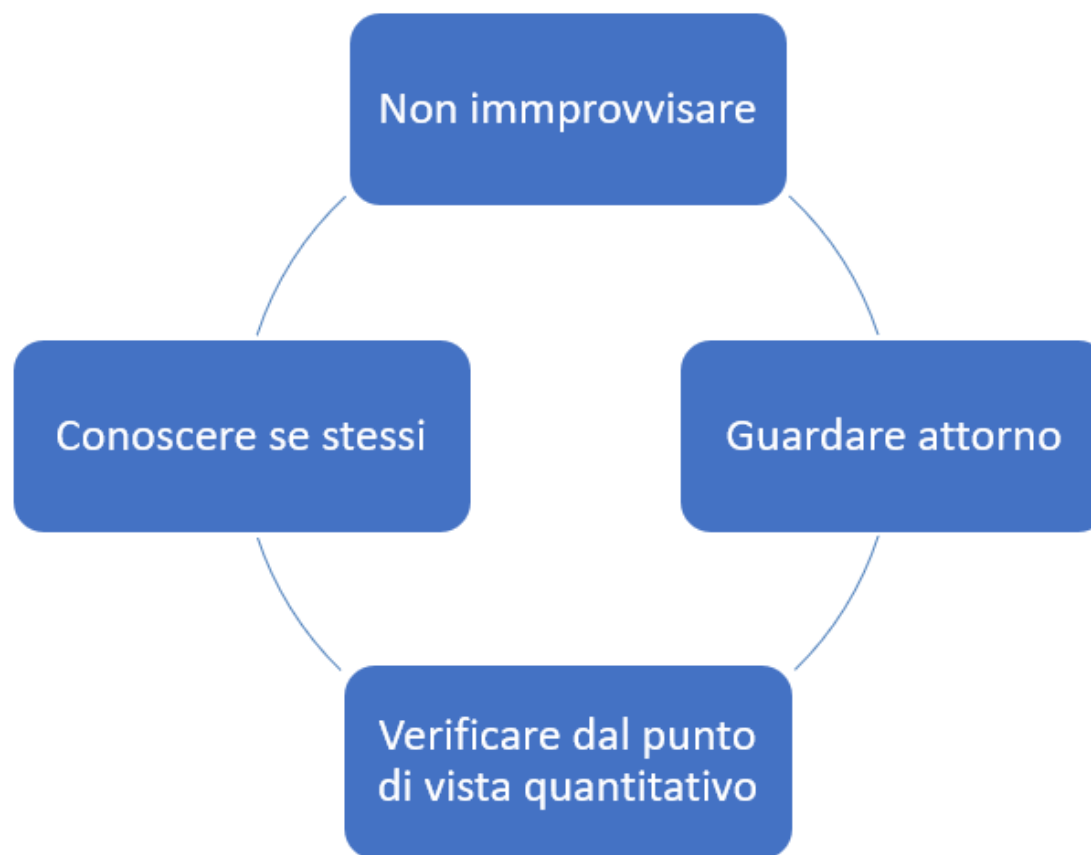 Non immprovvisare
Conoscere se stessi
Guardare attorno
Verificare dal punto
di vista quantitativo